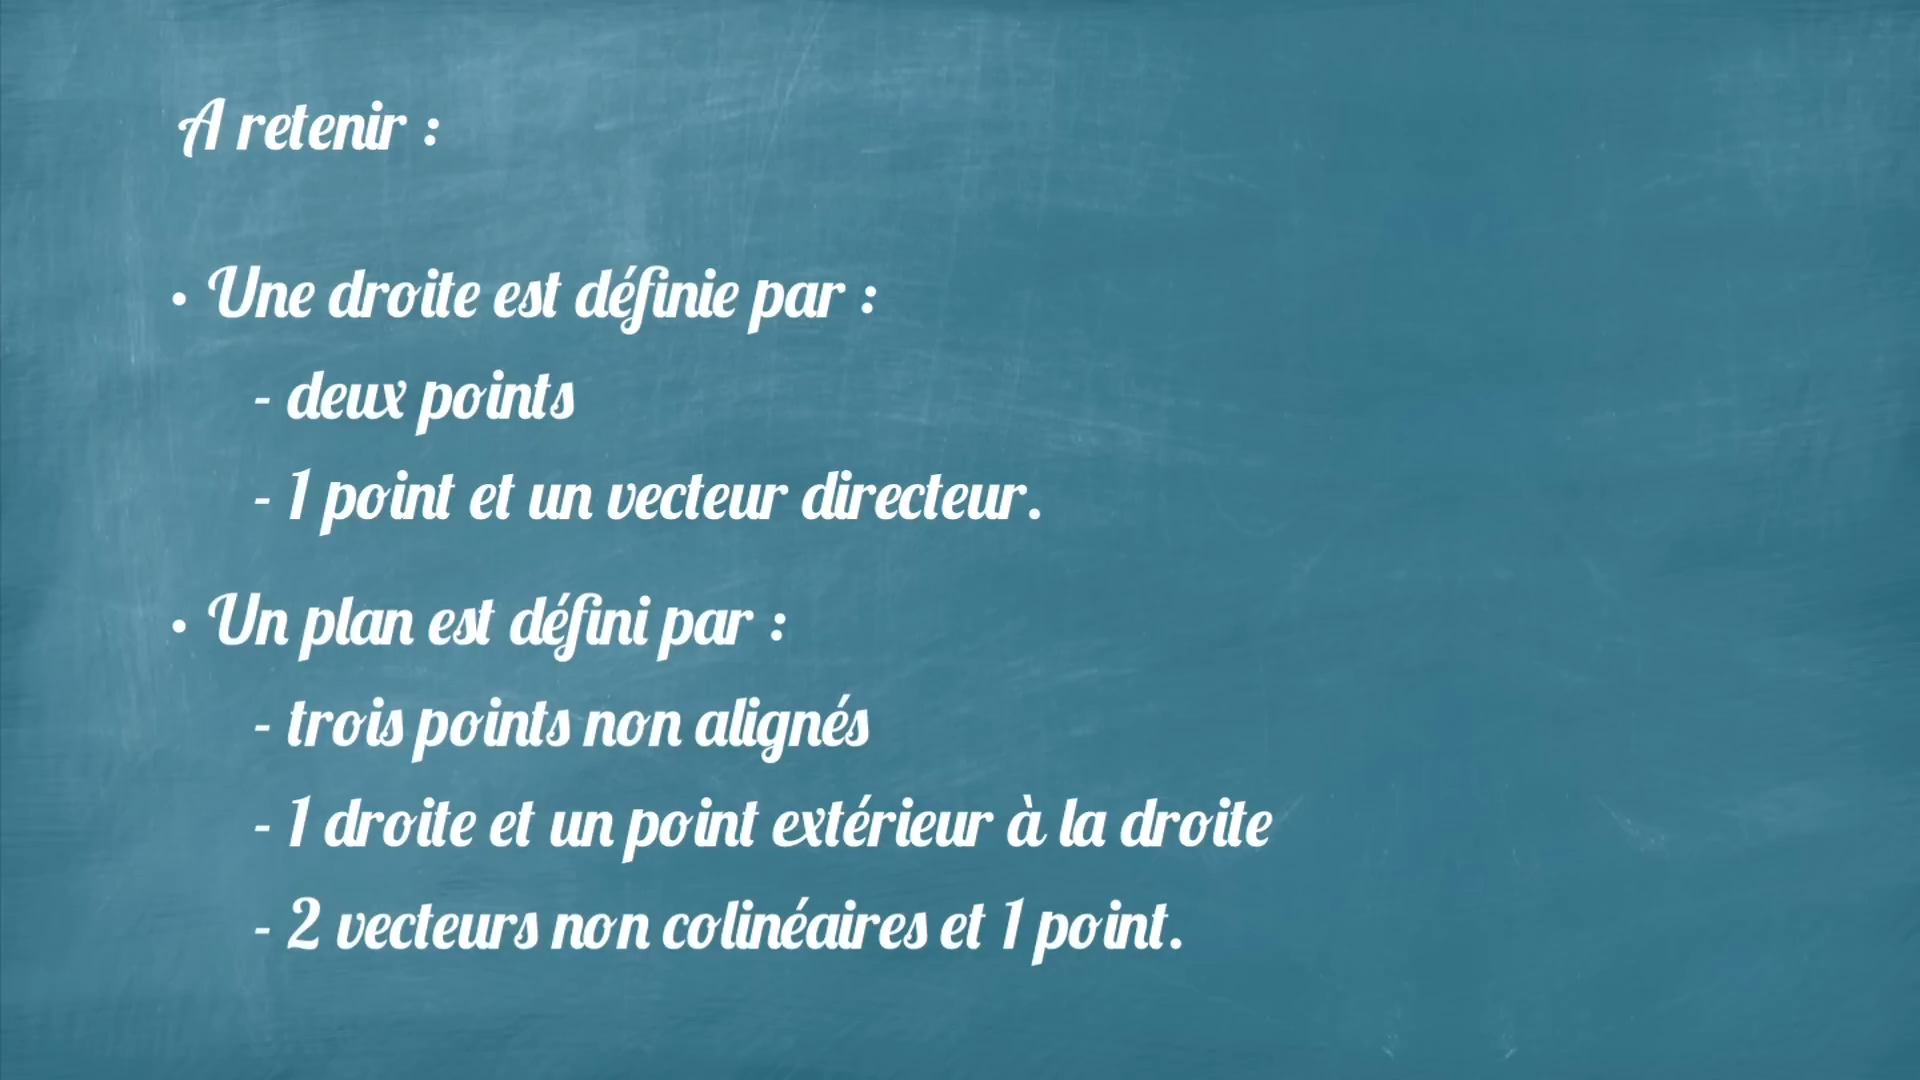 A retenir :
• Une droite est définie par :
- deux points
- 1 point et un vecteur directeur.
• Un plan est défini par :
- trois points non alignés
- 1 droite et un point extérieur à la droite
- 2 vecteurs non colinéaires et 1 point.